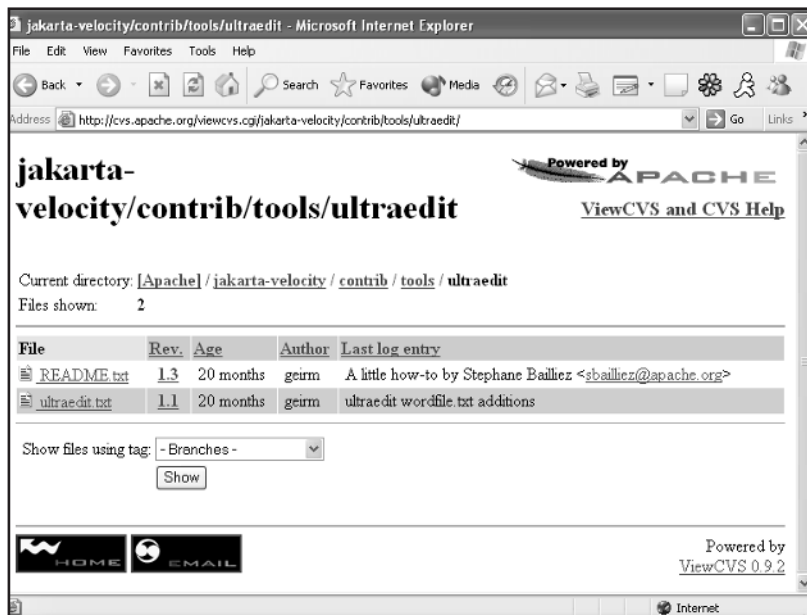 jakarta-velocity/contrib/tools/ultraedit - Microsoft Internet Explorer
File Edit View Favorites Tools Help
Back Search Favorites Media
Address http://cvs.apache.org/viewcvs.cgi/jakarta-velocity/contrib/tools/ultraedit/ Go Links
jakarta-
velocity/contrib/tools/ultraedit
Powered by
APACHE
ViewCVS and CVS Help
Current directory: [Apache] / jakarta-velocity / contrib / tools / ultraedit
Files shown: 2
File Rev. Age Author Last log entry
README.txt 1.3 20 months geirm A little how-to by Stephane Bailliez <sbailliez@apache.org>
ultraedit.txt 1.1 20 months geirm ultraedit wordfile.txt additions
Show files using tag: - Branches -
Show
HOME EMAIL
Powered by
ViewCVS 0.9.2
Internet